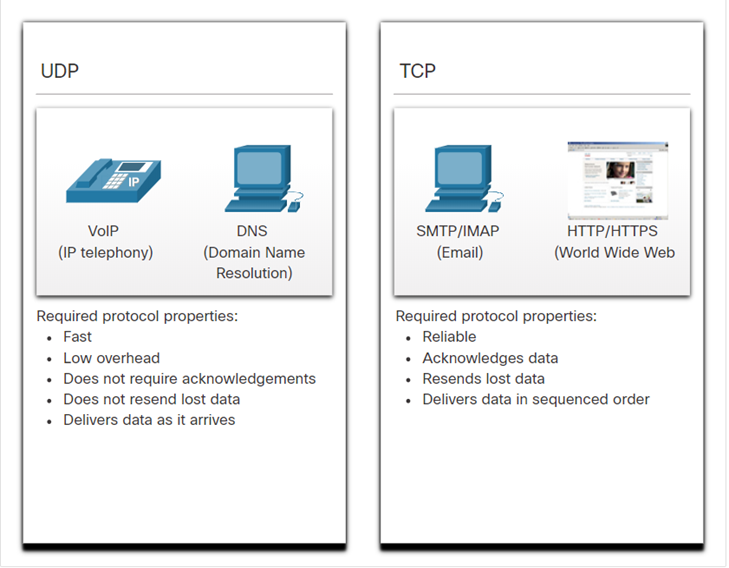 UDP
IP
VoIP
(IP telephony)
DNS
(Domain Name
Resolution)
Required protocol properties:
• Fast
• Low overhead
• Does not require acknowledgements
• Does not resend lost data
• Delivers data as it arrives
TCP
SMTP/IMAP
(Email)
HTTP/HTTPS
(World Wide Web
Required protocol properties:
• Reliable
• Acknowledges data
• Resends lost data
• Delivers data in sequenced order